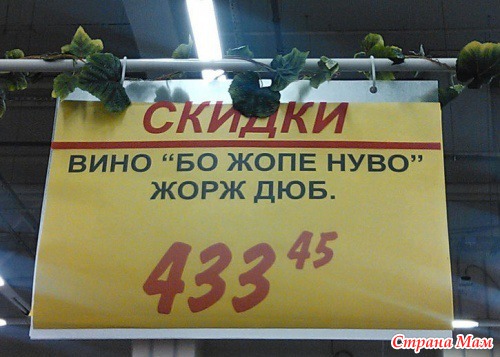 СКИДКИ
ВИНО “БО ЖОПЕ НУВО”
ЖОРЖ ДЮБ.
433 45
Страна Мам